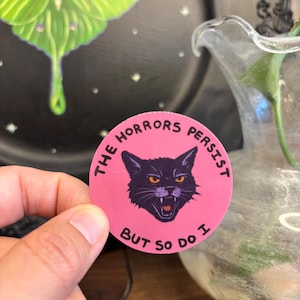 THE HORRORS PERSIST
BUT SO DO I